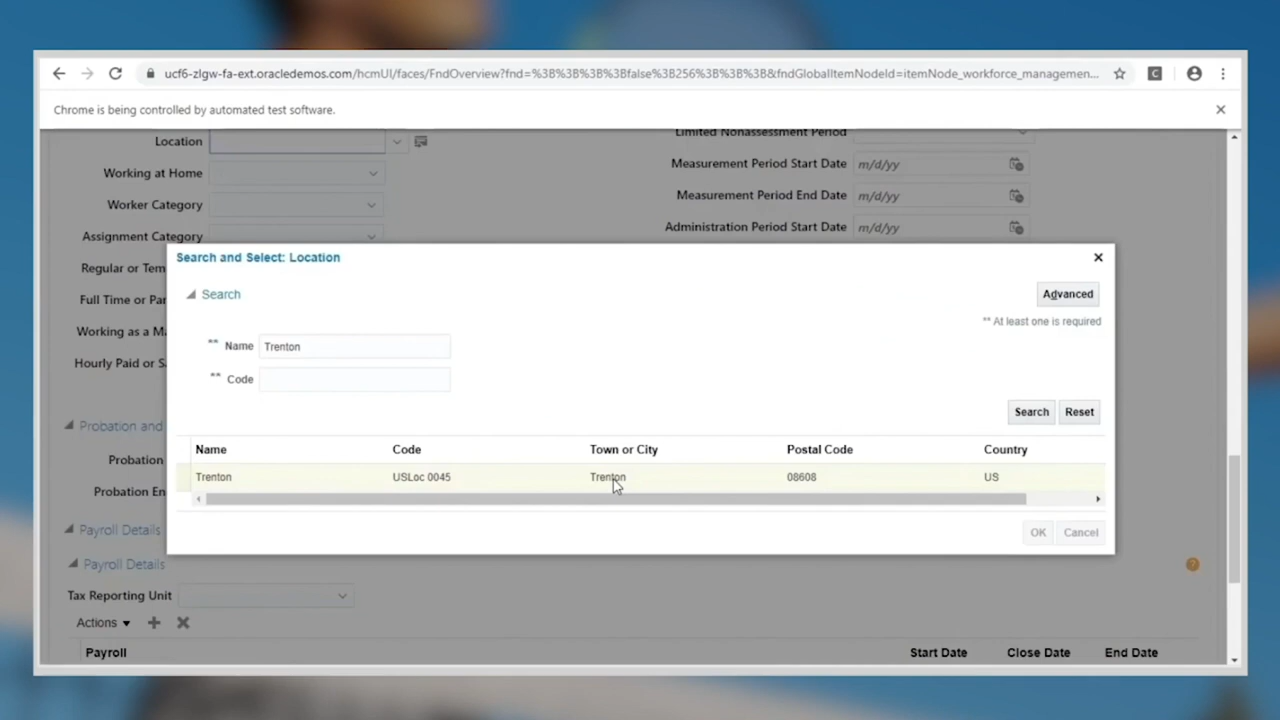 ucf6-zlgw-fa-ext.oracledemos.com/hcmUI/faces/FndOverview?fnd=%3B%3B%3B%3Bfalse%3B256%3B%3B%3B&fndGlobalItemNodeId=itemNode_workforce_managemen...
C
Chrome is being controlled by automated test software.
Location
Limited Nonassessment Period
Working at Home
Measurement Period Start Date m/d/yy
Worker Category
Measurement Period End Date m/d/yy
Assignment Category
Administration Period Start Date m/d/yy
Regular or Tem
Full Time or Par
Working as a Ma
Hourly Paid or Sa
Search and Select: Location
Search
Advanced
** At least one is required
** Name Trenton
** Code
Search Reset
Name Code Town or City Postal Code Country
Trenton USLoc 0045 Trenton 08608 US
OK Cancel
Probation and
Probation
Probation En
Payroll Details
Payroll Details
?
Tax Reporting Unit
Actions
Payroll Start Date Close Date End Date